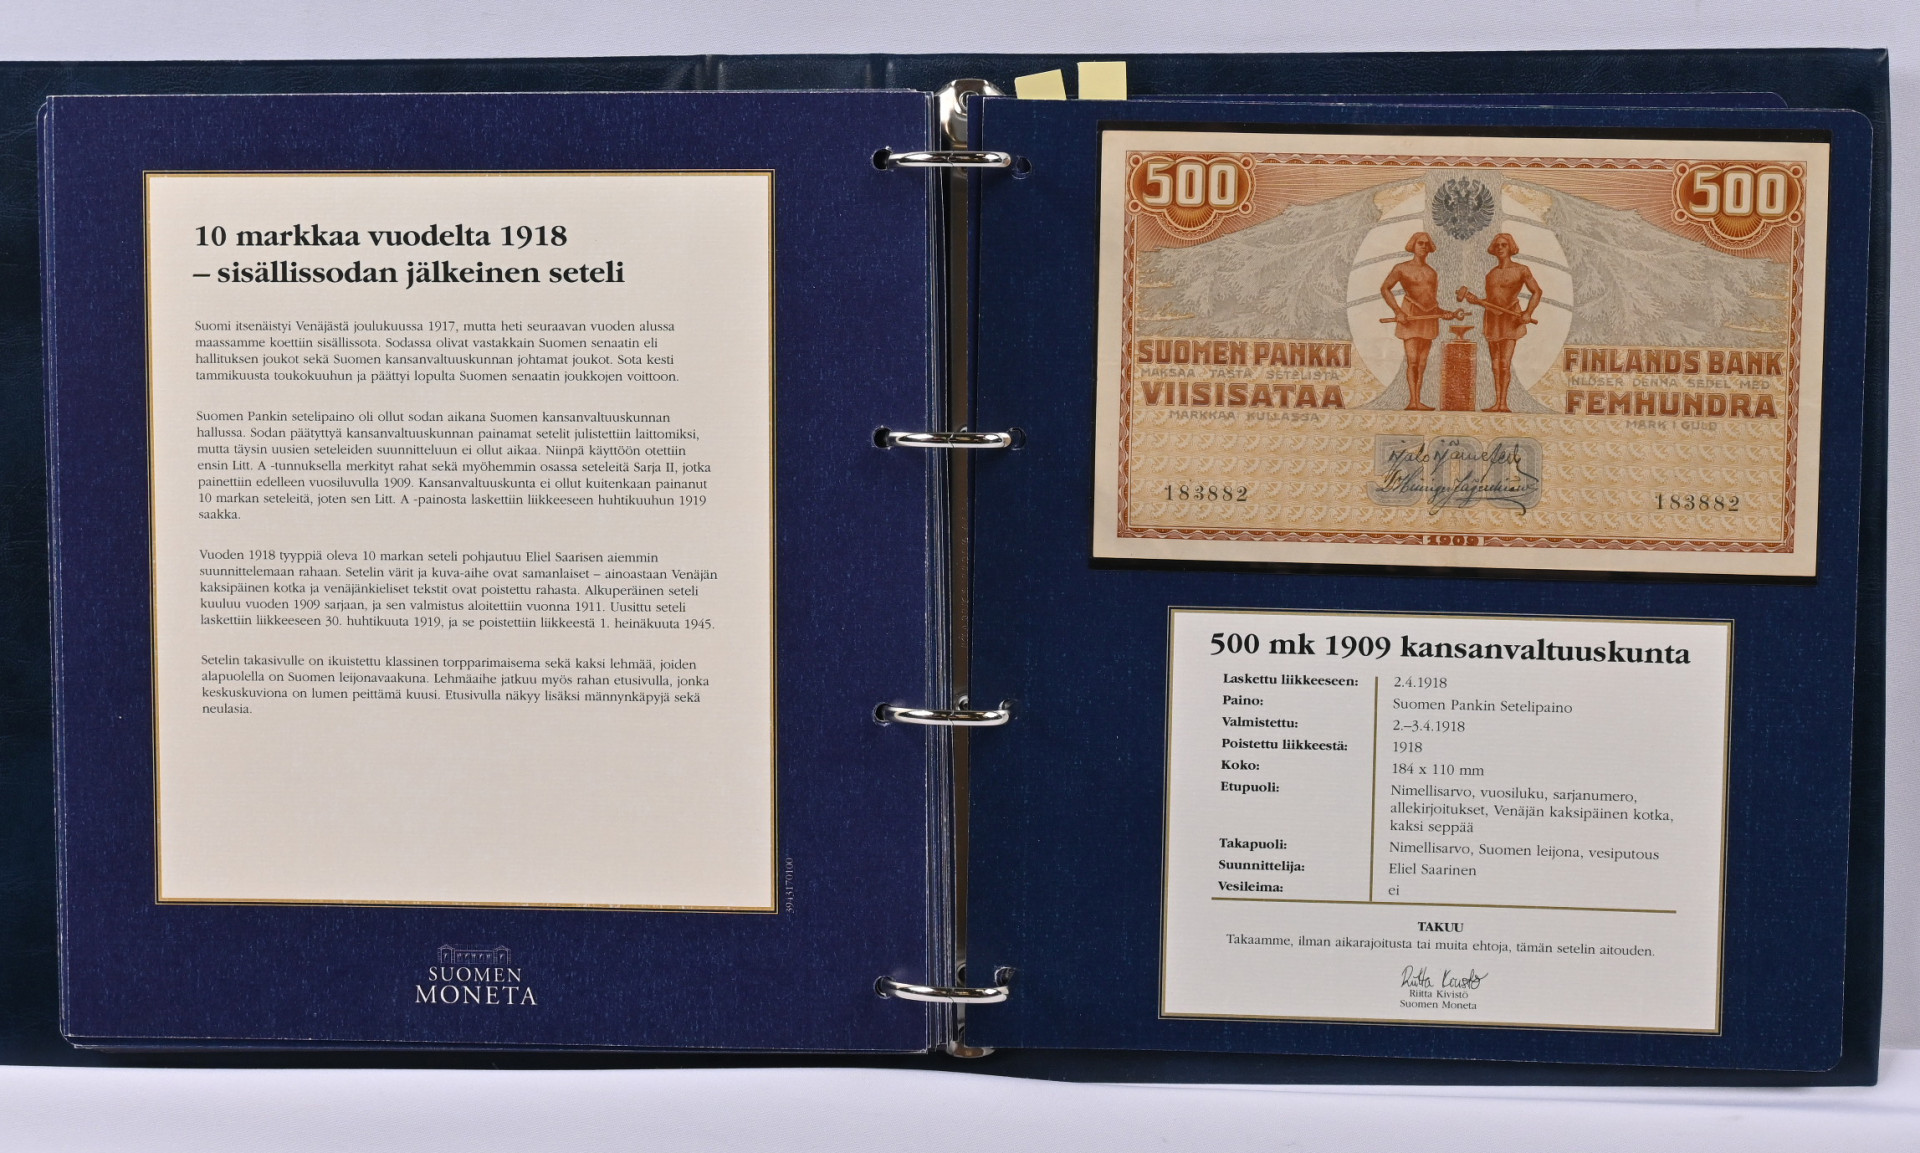 10 markkaa vuodelta 1918
– sisällissodan jälkeinen seteli
Suomi itsenäistyi Venäjästä joulukuussa 1917, mutta heti seuraavan vuoden alussa
maassamme koettiin sisällissota. Sodassa olivat vastakkain Suomen senaatin eli
hallituksen joukot sekä Suomen kansanvaltuuskunnan johtamat joukot. Sota kesti
tammikuusta toukokuuhun ja päättyi lopulta Suomen senaatin joukkojen voittoon.
Suomen Pankin setelipaino oli ollut sodan aikana Suomen kansanvaltuuskunnan
hallussa. Sodan päätyttyä kansanvaltuuskunnan painamat setelit julistettiin laittomiksi,
mutta täysin uusien seteleiden suunnitteluun ei ollut aikaa. Niinpä käyttöön otettiin
ensin Litt. A -tunnuksella merkityt rahat sekä myöhemmin osassa seteleitä Sarja II, jotka
painettiin edelleen vuosiluvulla 1909. Kansanvaltuuskunta ei ollut kuitenkaan painanut
10 markan seteleitä, joten sen Litt. A -painosta laskettiin liikkeeseen huhtikuuhun 1919
saakka.
Vuoden 1918 tyyppiä oleva 10 markan seteli pohjautuu Eliel Saarisen aiemmin
suunnittelemaan rahaan. Setelin värit ja kuva-aihe ovat samanlaiset – ainoastaan Venäjän
kaksipäinen kotka ja venäjänkieliset tekstit ovat poistettu rahasta. Alkuperäinen seteli
kuuluu vuoden 1909 sarjaan, ja sen valmistus aloitettiin vuonna 1911. Uusittu seteli
laskettiin liikkeeseen 30. huhtikuuta 1919, ja se poistettiin liikkeestä 1. heinäkuuta 1945.
Setelin takasivulle on ikuistettu klassinen torpparimaisema sekä kaksi lehmää, joiden
alapuolella on Suomen leijonavaakuna. Lehmäaihe jatkuu myös rahan etusivulla, jonka
keskuskuviona on lumen peittämä kuusi. Etusivulla näkyy lisäksi männynkäpyjä sekä
neulasia.
3943170100
SUOMEN
MONETA
500 500
SUOMEN PANKKI FINLANDS BANK
MAKSAA TÄSTÄ SETELISTÄ INLÖSER DENNA SEDEL MED
VIISISATAA FEMHUNDRA
MARKKAA KULLASSA MARK I GULD
500
183882 183882
1909
500 mk 1909 kansanvaltuuskunta
Laskettu liikkeeseen: 2.4.1918
Paino: Suomen Pankin Setelipaino
Valmistettu: 2.–3.4.1918
Poistettu liikkeestä: 1918
Koko: 184 x 110 mm
Etupuoli: Nimellisarvo, vuosiluku, sarjanumero,
allekirjoitukset, Venäjän kaksipäinen kotka,
kaksi seppää
Takapuoli: Nimellisarvo, Suomen leijona, vesiputous
Suunnittelija: Eliel Saarinen
Vesileima: ei
TAKUU
Takaamme, ilman aikarajoitusta tai muita ehtoja, tämän setelin aitouden.
Riitta Kivistö
Riitta Kivistö
Suomen Moneta